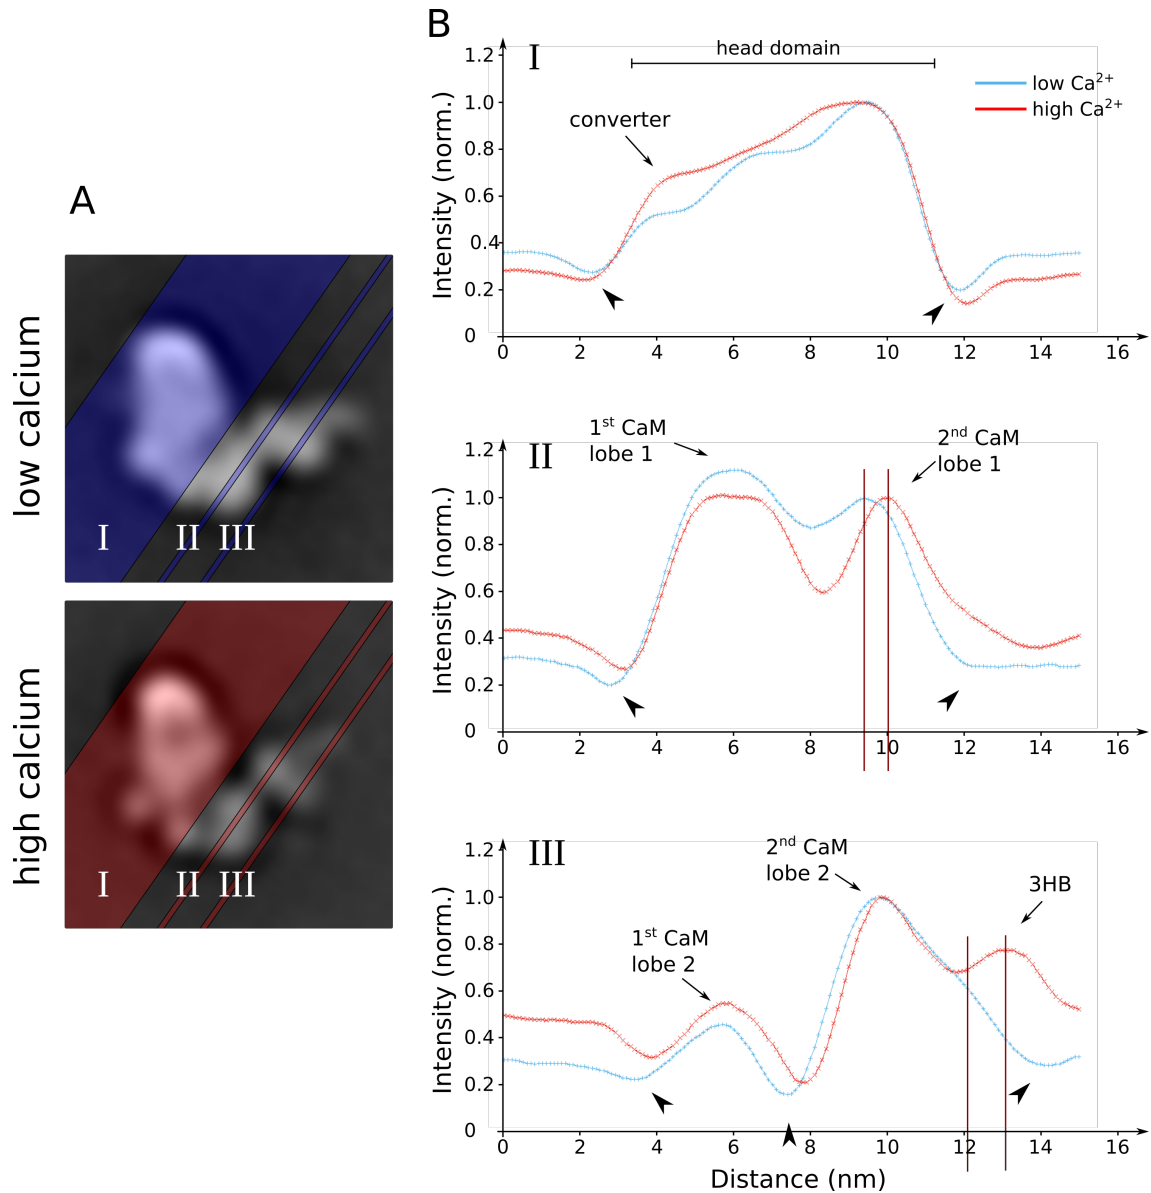 A
low calcium
I
II
III
high calcium
I
II
III
B
I
head domain
converter
low Ca²⁺
high Ca²⁺
Intensity (norm.)
1.2
1.0
0.8
0.6
0.4
0.2
0
0 2 4 6 8 10 12 14 16
II
1ˢᵗ CaM
lobe 1
2ⁿᵈ CaM
lobe 1
Intensity (norm.)
1.2
1.0
0.8
0.6
0.4
0.2
0
0 2 4 6 8 10 12 14 16
III
1ˢᵗ CaM
lobe 2
2ⁿᵈ CaM
lobe 2
3HB
Intensity (norm.)
1.2
1.0
0.8
0.6
0.4
0.2
0
0 2 4 6 8 10 12 14 16
Distance (nm)